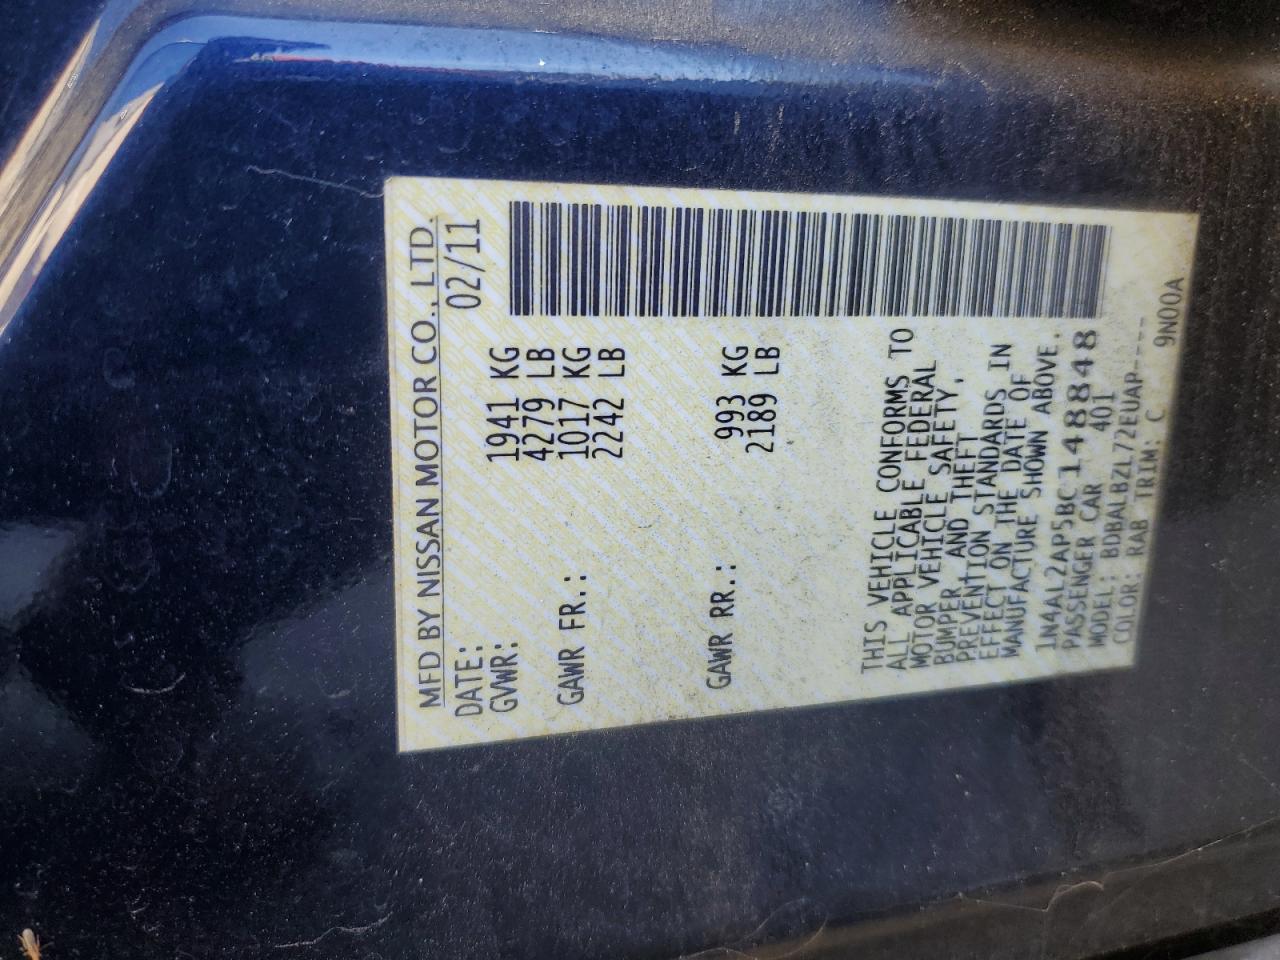 MFD BY NISSAN MOTOR CO., LTD.
DATE: 02/11
GVWR: 1941 KG
4279 LB
GAWR FR.: 1017 KG
2242 LB
GAWR RR.: 993 KG
2189 LB
THIS VEHICLE CONFORMS TO
ALL APPLICABLE FEDERAL
MOTOR VEHICLE SAFETY,
BUMPER AND THEFT
PREVENTION STANDARDS IN
EFFECT ON THE DATE OF
MANUFACTURE SHOWN ABOVE.
1N4AL2AP5BC148848
PASSENGER CAR 401
MODEL: BDBALBZL72EUAP----
COLOR: RAB TRIM: C 9N00A